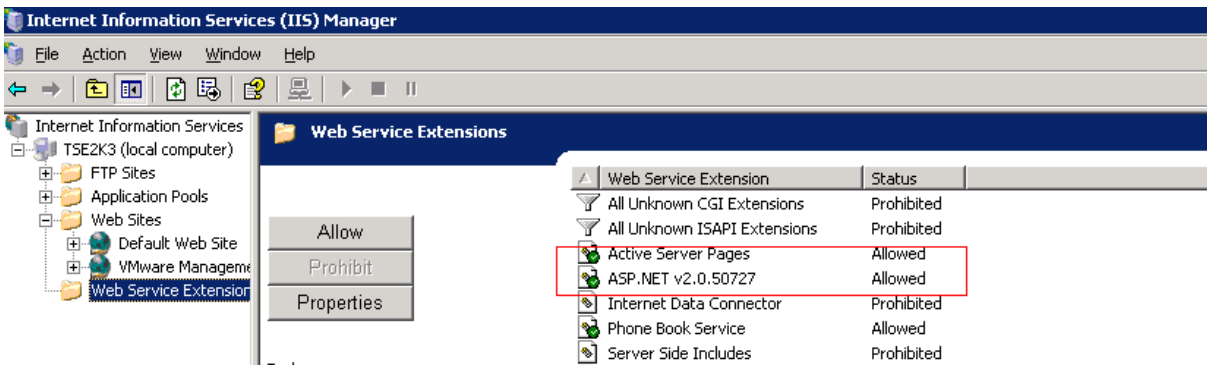 Internet Information Services (IIS) Manager
File Action View Window Help
Internet Information Services
TSE2K3 (local computer)
FTP Sites
Application Pools
Web Sites
Default Web Site
VMware Manageme
Web Service Extension
Web Service Extensions
Allow
Prohibit
Properties
Web Service Extension Status
All Unknown CGI Extensions Prohibited
All Unknown ISAPI Extensions Prohibited
Active Server Pages Allowed
ASP.NET v2.0.50727 Allowed
Internet Data Connector Prohibited
Phone Book Service Allowed
Server Side Includes Prohibited